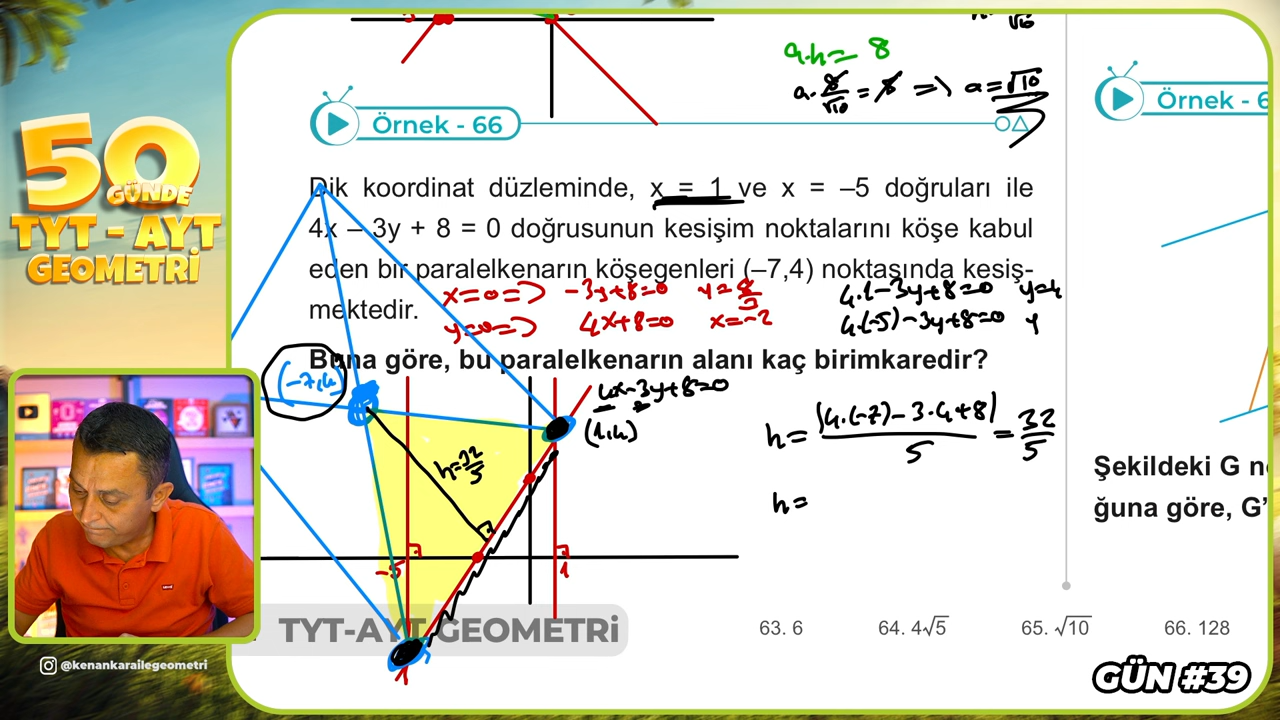 50
GÜNDE
TYT - AYT
GEOMETRİ
a.h = 8
a. 8/√10 = 8 => a = √10
Örnek - 66
Örnek - 6
Dik koordinat düzleminde, x = 1 ve x = –5 doğruları ile
4x – 3y + 8 = 0 doğrusunun kesişim noktalarını köşe kabul
eden bir paralelkenarın köşegenleri (–7,4) noktasında kesiş-
mektedir.
x=0 => -3y+8=0 y=8/3
y=0 => 4x+8=0 x=-2
4.1-3y+8=0 y=4
4.(-5)-3y+8=0 y
Buna göre, bu paralelkenarın alanı kaç birimkaredir?
(-7,4)
4x-3y+8=0
(1,4)
h=32/5
-5
1
h = |4.(-7)-3.4+8| / 5 = 32/5
h =
Şekildeki G n
ğuna göre, G'
TYT-AYT GEOMETRİ
63. 6
64. 4√5
65. √10
66. 128
@kenankarailegeometri
GÜN #39